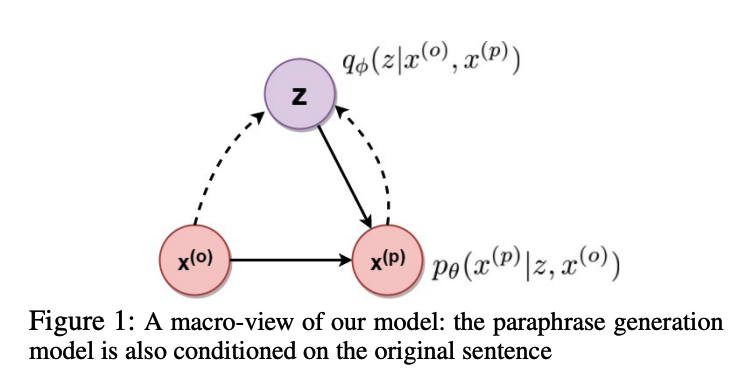 z
qϕ(z|x(o), x(p))
x(o)
x(p)
pθ(x(p)|z, x(o))
Figure 1: A macro-view of our model: the paraphrase generation
model is also conditioned on the original sentence